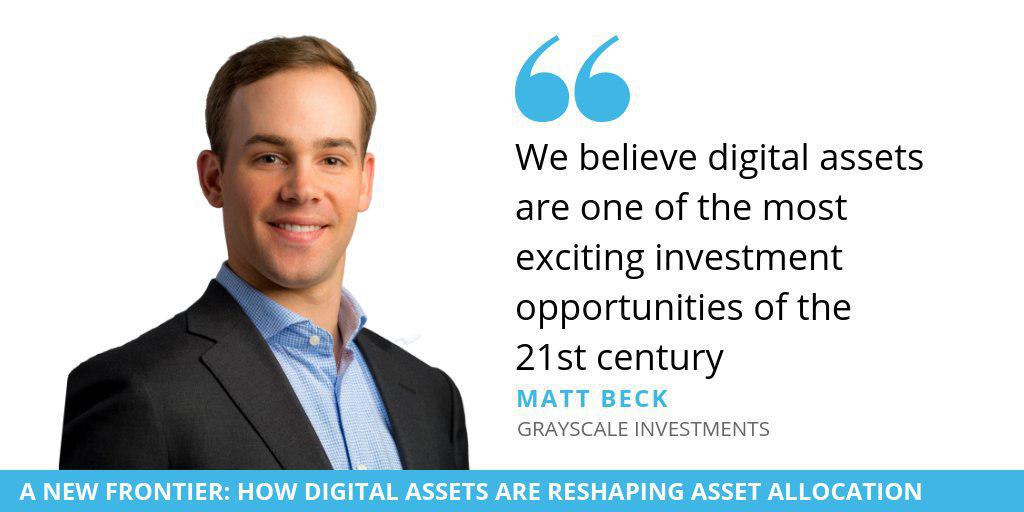 We believe digital assets
are one of the most
exciting investment
opportunities of the
21st century
MATT BECK
GRAYSCALE INVESTMENTS
A NEW FRONTIER: HOW DIGITAL ASSETS ARE RESHAPING ASSET ALLOCATION